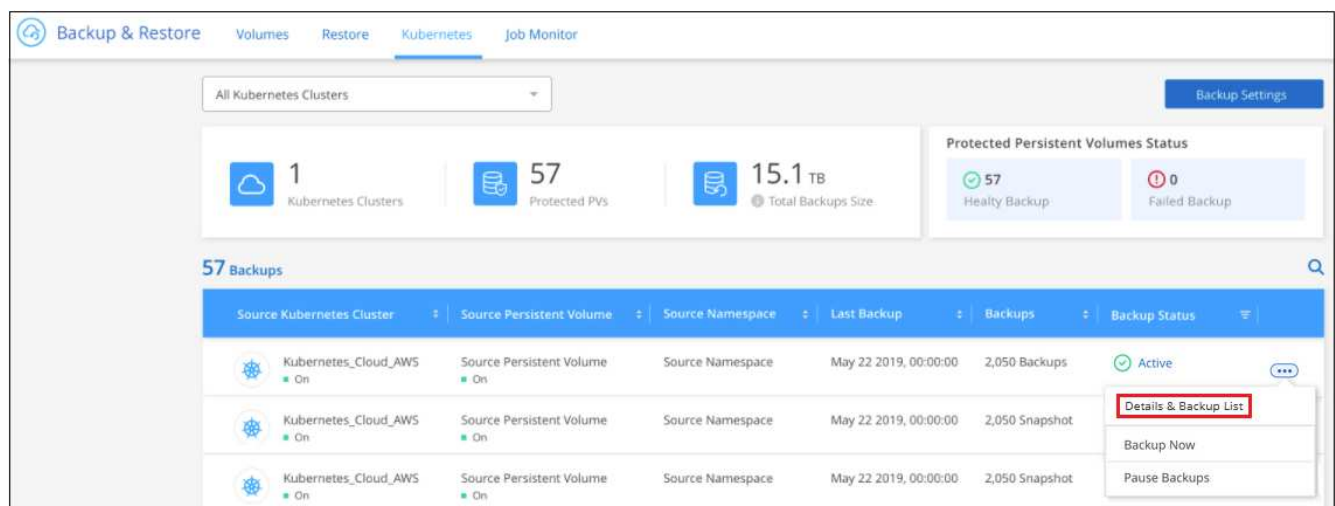 Backup & Restore Volumes Restore Kubernetes Job Monitor
All Kubernetes Clusters Backup Settings
Protected Persistent Volumes Status
1 57 15.1 TB 57 0
Kubernetes Clusters Protected PVs Total Backups Size Healty Backup Failed Backup
57 Backups
Source Kubernetes Cluster Source Persistent Volume Source Namespace Last Backup Backups Backup Status
Kubernetes_Cloud_AWS Source Persistent Volume Source Namespace May 22 2019, 00:00:00 2,050 Backups Active
On On
Details & Backup List
Kubernetes_Cloud_AWS Source Persistent Volume Source Namespace May 22 2019, 00:00:00 2,050 Snapshot
On On
Backup Now
Kubernetes_Cloud_AWS Source Persistent Volume Source Namespace May 22 2019, 00:00:00 2,050 Snapshot Pause Backups
On On